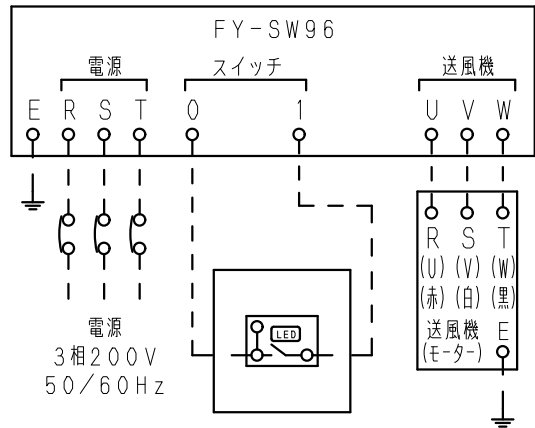 FY-SW96
電源 スイッチ 送風機
E R S T 0 1 U V W
R S T
(U) (V) (W)
(赤) (白) (黒)
送風機 E
(モーター)
LED
電源
3相200V
50/60Hz